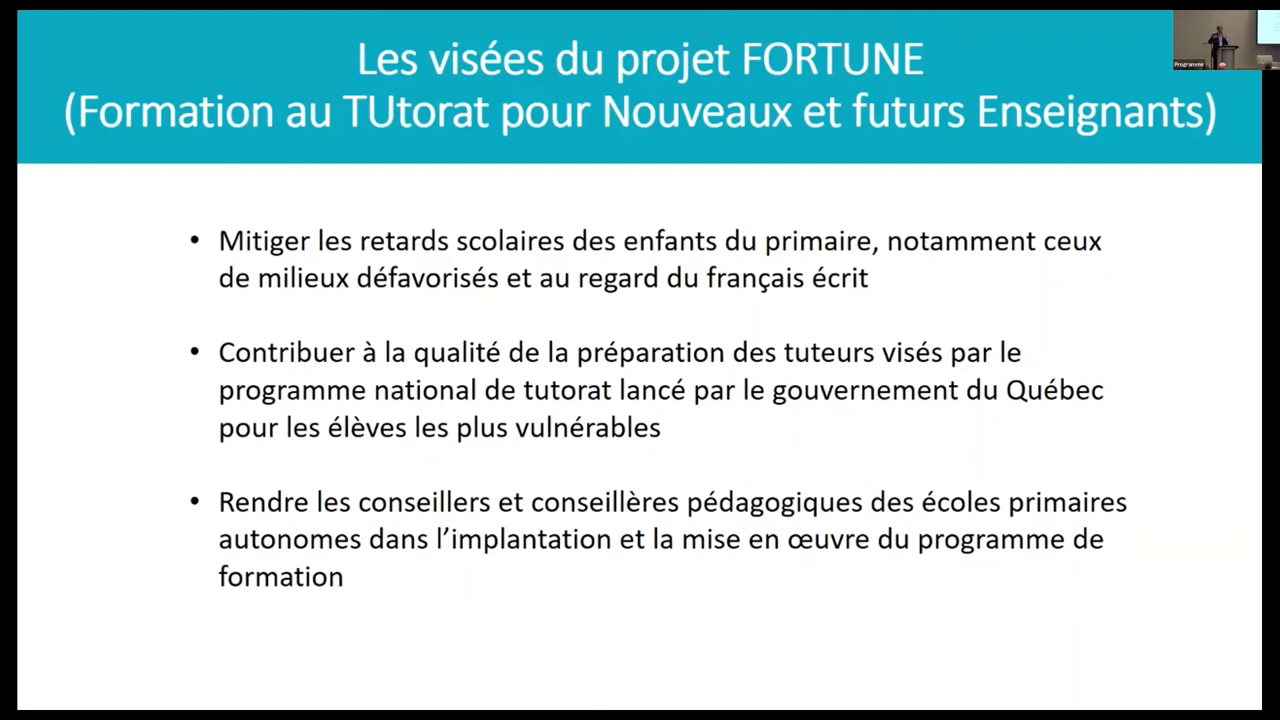 Les visées du projet FORTUNE
(Formation au TUtorat pour Nouveaux et futurs Enseignants)
Programme
• Mitiger les retards scolaires des enfants du primaire, notamment ceux
de milieux défavorisés et au regard du français écrit
• Contribuer à la qualité de la préparation des tuteurs visés par le
programme national de tutorat lancé par le gouvernement du Québec
pour les élèves les plus vulnérables
• Rendre les conseillers et conseillères pédagogiques des écoles primaires
autonomes dans l’implantation et la mise en œuvre du programme de
formation